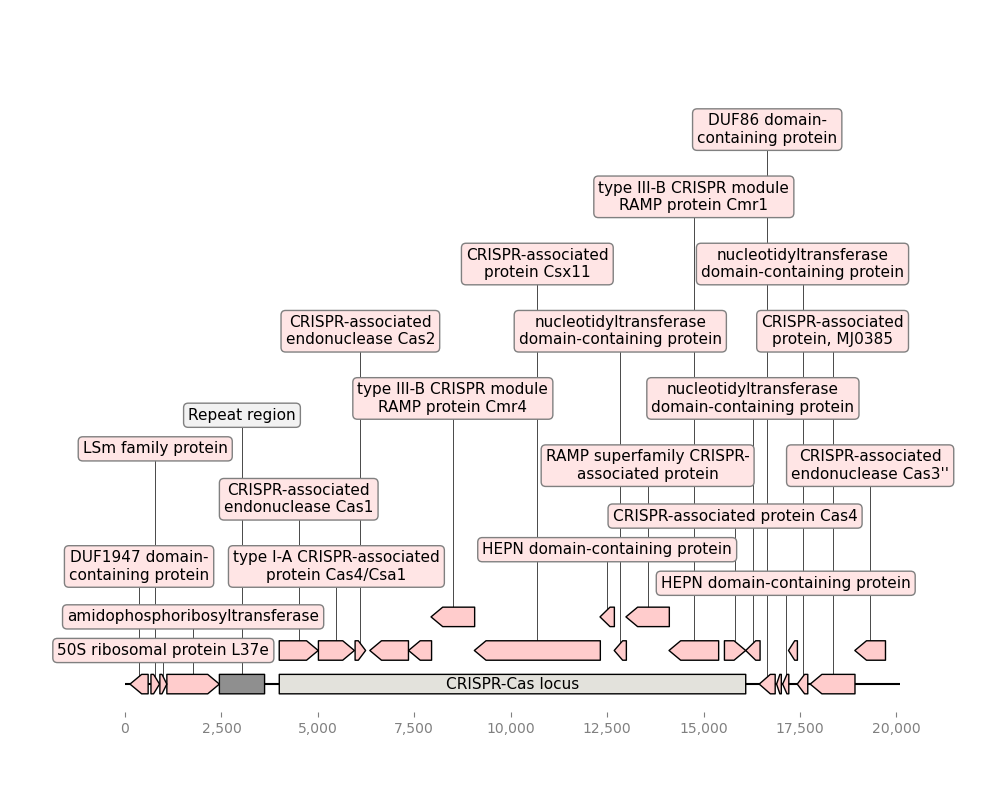 DUF86 domain-
containing protein
type III-B CRISPR module
RAMP protein Cmr1
CRISPR-associated
protein Csx11
nucleotidyltransferase
domain-containing protein
CRISPR-associated
endonuclease Cas2
nucleotidyltransferase
domain-containing protein
CRISPR-associated
protein, MJ0385
type III-B CRISPR module
RAMP protein Cmr4
nucleotidyltransferase
domain-containing protein
Repeat region
LSm family protein
RAMP superfamily CRISPR-
associated protein
CRISPR-associated
endonuclease Cas3''
CRISPR-associated
endonuclease Cas1
CRISPR-associated protein Cas4
HEPN domain-containing protein
DUF1947 domain-
containing protein
type I-A CRISPR-associated
protein Cas4/Csa1
HEPN domain-containing protein
amidophosphoribosyltransferase
50S ribosomal protein L37e
CRISPR-Cas locus
0
2,500
5,000
7,500
10,000
12,500
15,000
17,500
20,000